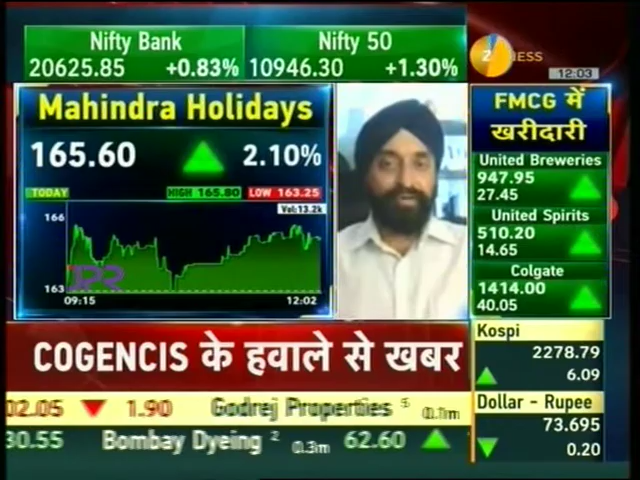 Nifty Bank
20625.85 +0.83%
Nifty 50
10946.30 +1.30%
12:03
Mahindra Holidays
165.60 2.10%
TODAY HIGH 165.80 LOW 163.25
Vol:13.2k
166
163
JPR
09:15 12:02
FMCG में
खरीदारी
United Breweries
947.95
27.45
United Spirits
510.20
14.65
Colgate
1414.00
40.05
COGENCIS के हवाले से खबर
Kospi
2278.79
6.09
Dollar - Rupee
73.695
0.20
02.05 1.90 Godrej Properties 0.1m
30.55 Bombay Dyeing 2 0.3m 62.60